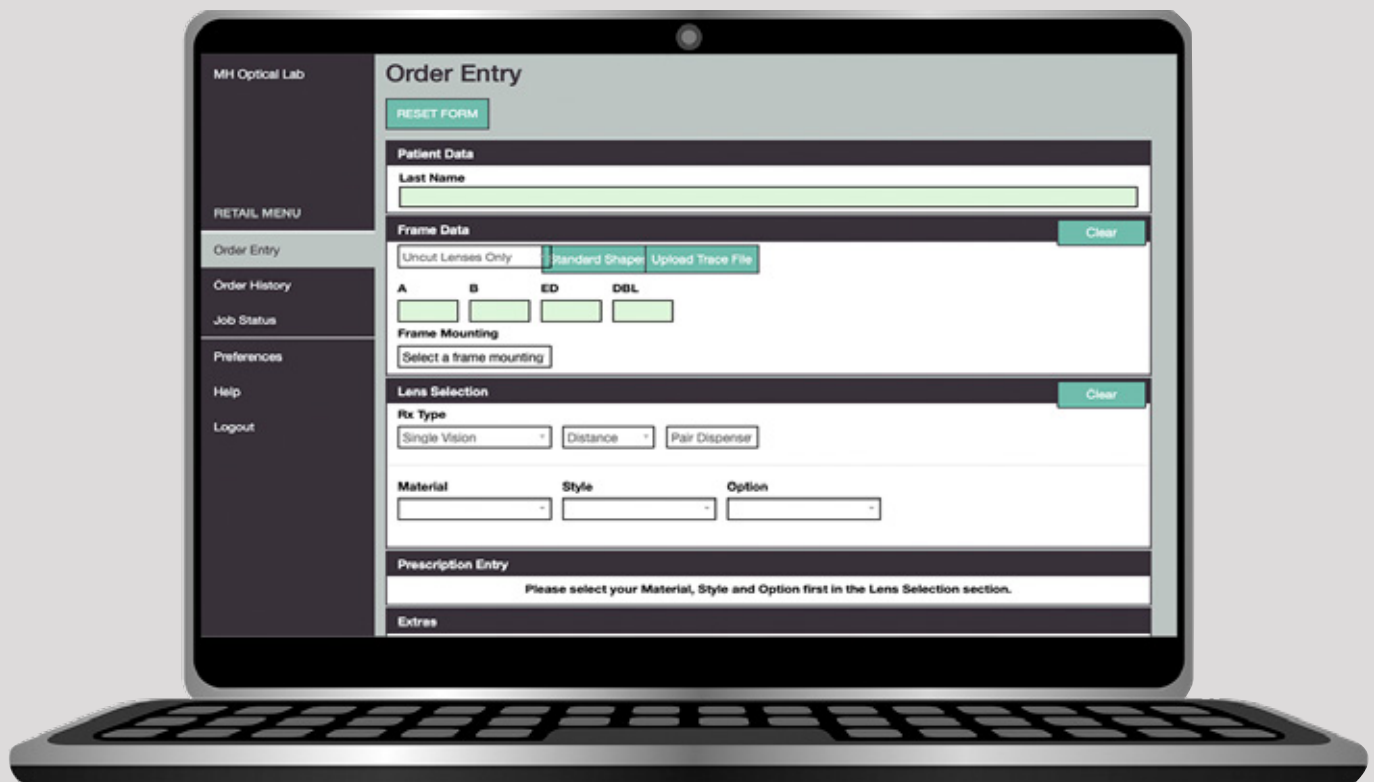 MH Optical Lab
RETAIL MENU
Order Entry
Order History
Job Status
Preferences
Help
Logout
Order Entry
RESET FORM
Patient Data
Last Name
Frame Data
Clear
Uncut Lenses Only Standard Shapes Upload Trace File
A B ED DBL
Frame Mounting
Select a frame mounting
Lens Selection
Clear
Rx Type
Single Vision Distance Pair Dispense
Material Style Option
Prescription Entry
Please select your Material, Style and Option first in the Lens Selection section.
Extras